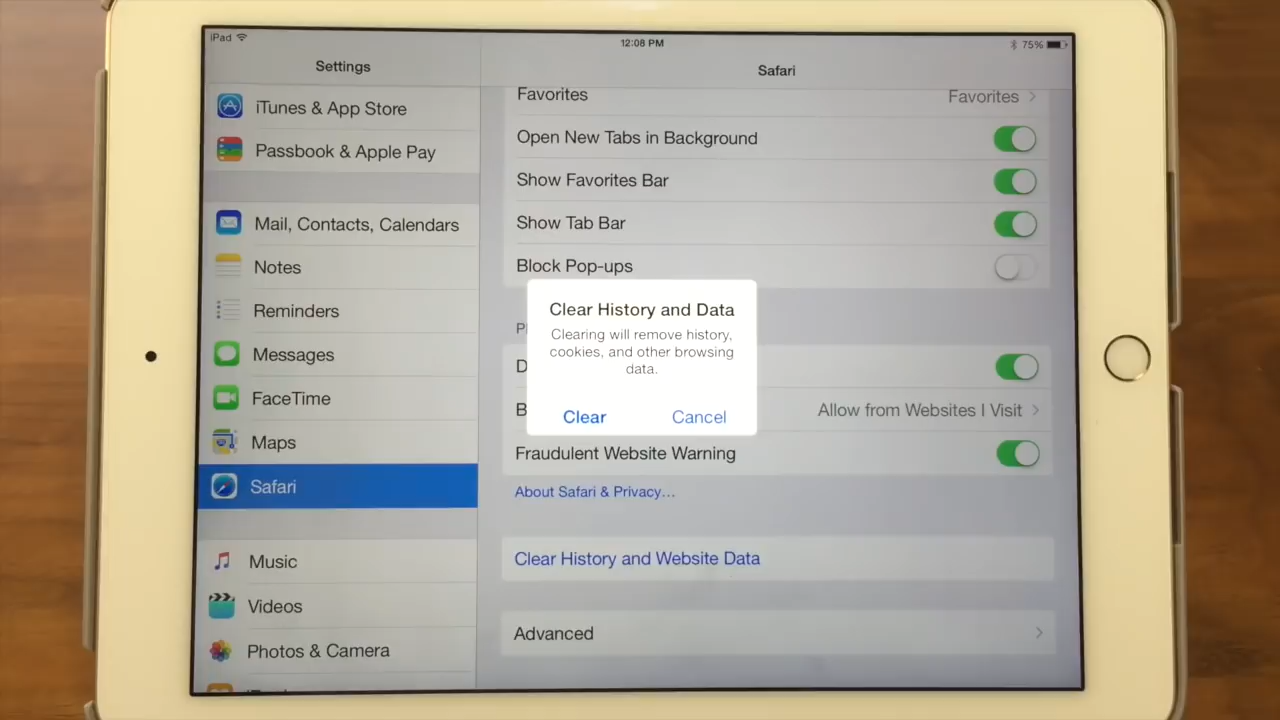 iPad
12:08 PM
75%
Settings
Safari
iTunes & App Store
Passbook & Apple Pay
Mail, Contacts, Calendars
Notes
Reminders
Messages
FaceTime
Maps
Safari
Music
Videos
Photos & Camera
Favorites
Favorites >
Open New Tabs in Background
Show Favorites Bar
Show Tab Bar
Block Pop-ups
P
D
B
Allow from Websites I Visit >
Fraudulent Website Warning
About Safari & Privacy...
Clear History and Website Data
Advanced >
Clear History and Data
Clearing will remove history,
cookies, and other browsing
data.
Clear
Cancel